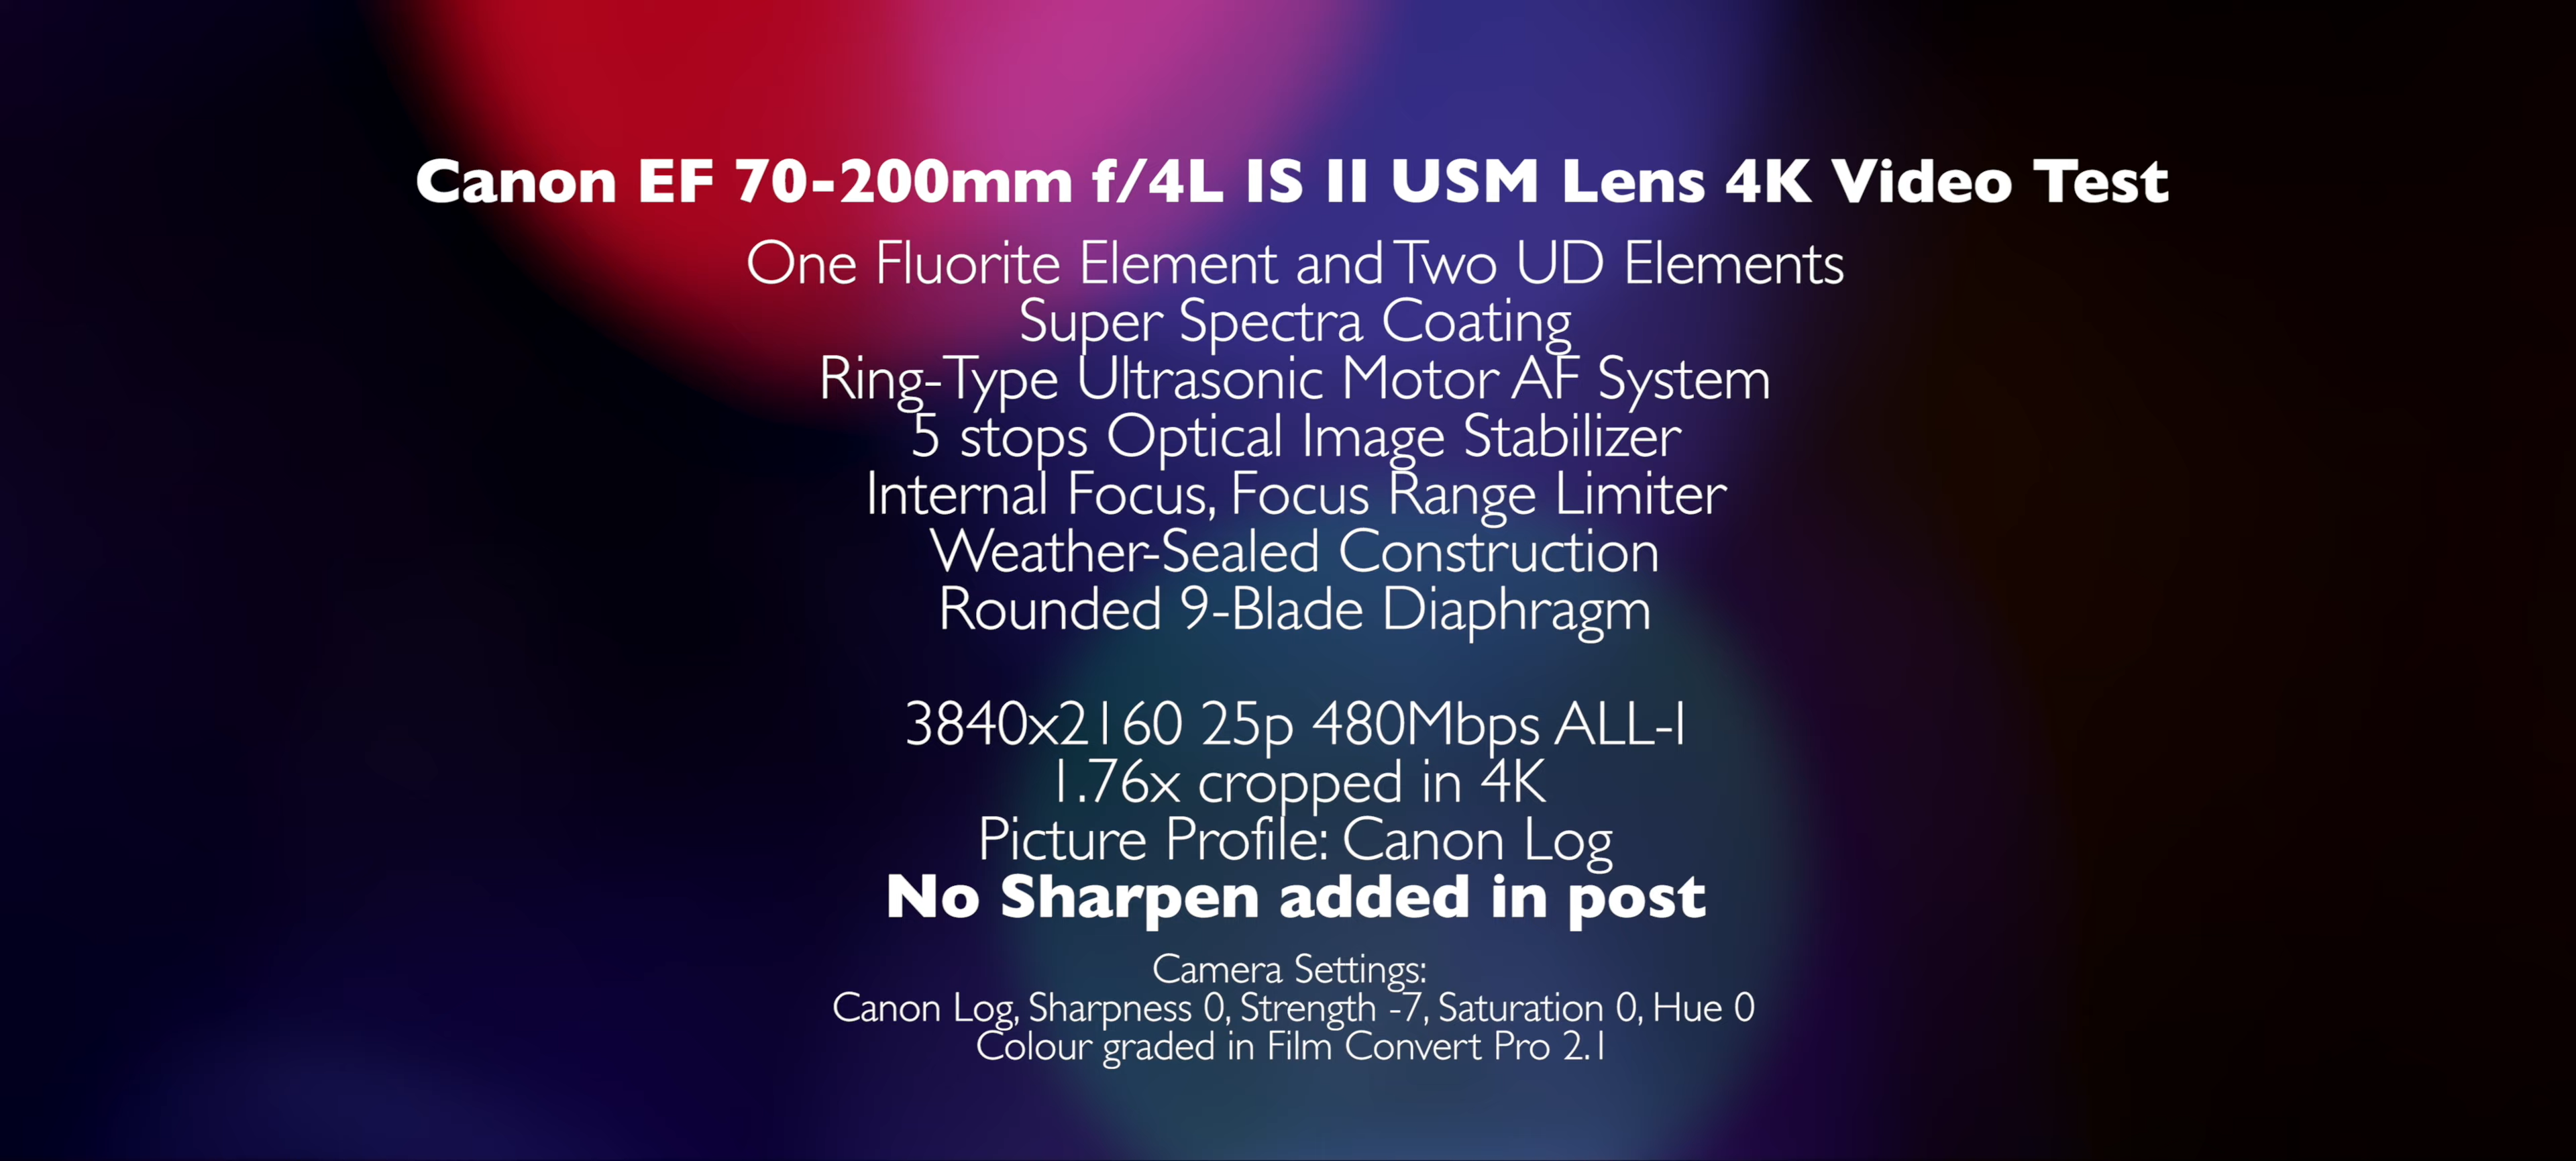 Canon EF 70-200mm f/4L IS II USM Lens 4K Video Test
One Fluorite Element and Two UD Elements
Super Spectra Coating
Ring-Type Ultrasonic Motor AF System
5 stops Optical Image Stabilizer
Internal Focus, Focus Range Limiter
Weather-Sealed Construction
Rounded 9-Blade Diaphragm
3840x2160 25p 480Mbps ALL-I
1.76x cropped in 4K
Picture Profile: Canon Log
No Sharpen added in post
Camera Settings:
Canon Log, Sharpness 0, Strength -7, Saturation 0, Hue 0
Colour graded in Film Convert Pro 2.1